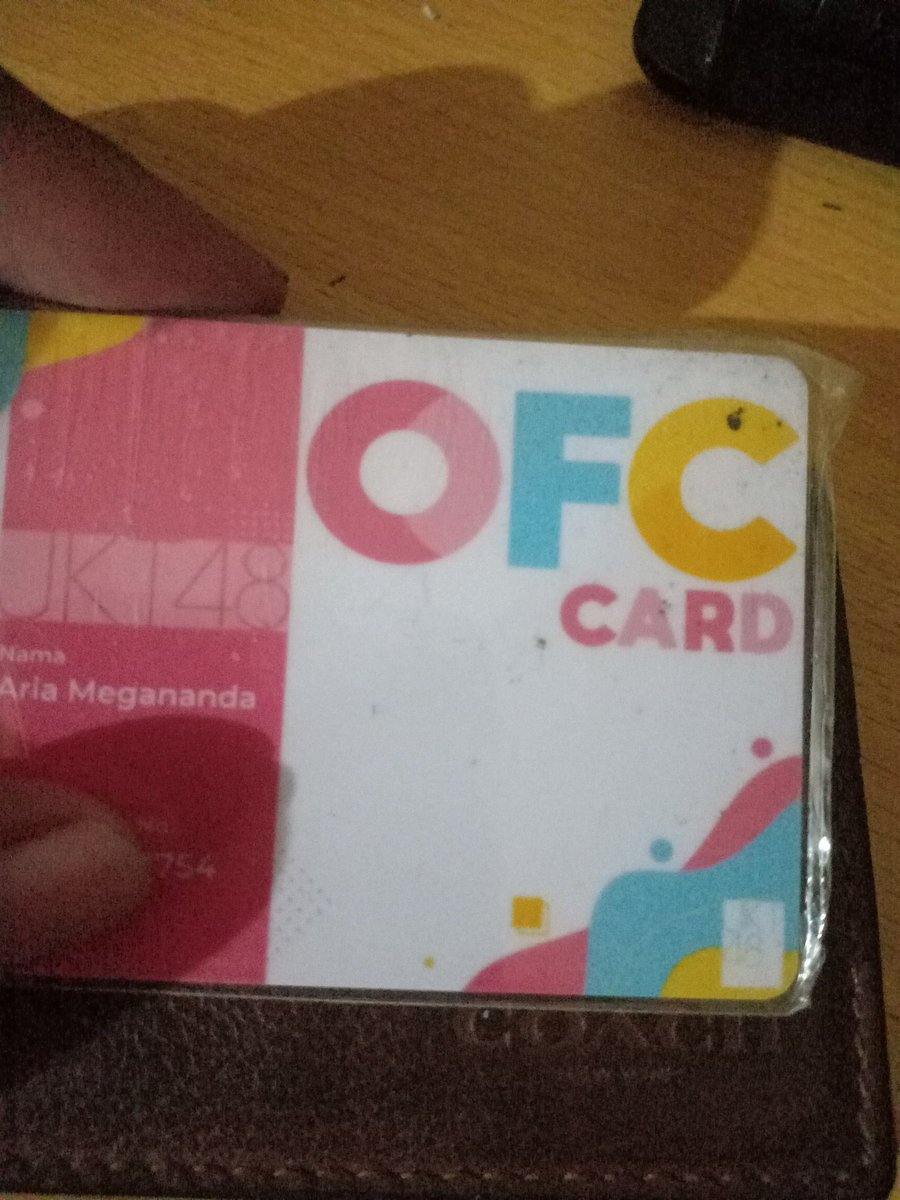 OFC
CARD
JKT48
Nama
Aria Megananda
754